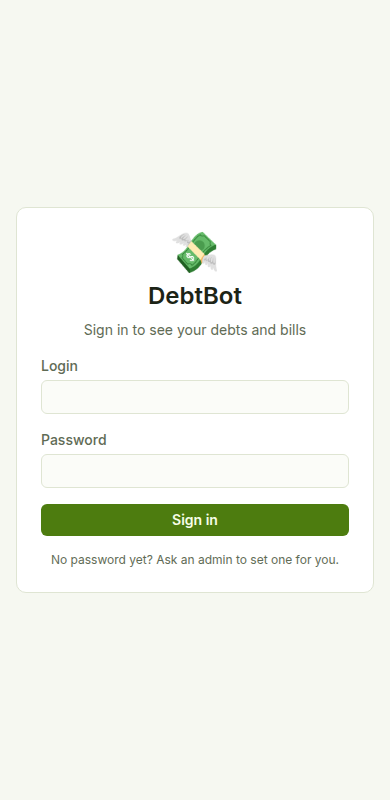 DebtBot
Sign in to see your debts and bills
Login
Password
Sign in
No password yet? Ask an admin to set one for you.